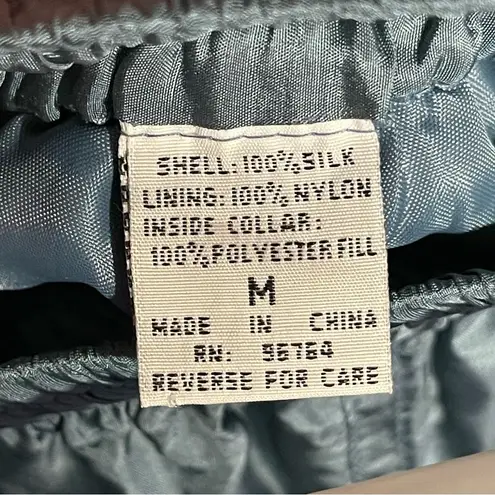 SHELL: 100% SILK
LINING: 100% NYLON
INSIDE COLLAR:
100% POLYESTER FILL
M
MADE IN CHINA
RN: 96764
REVERSE FOR CARE